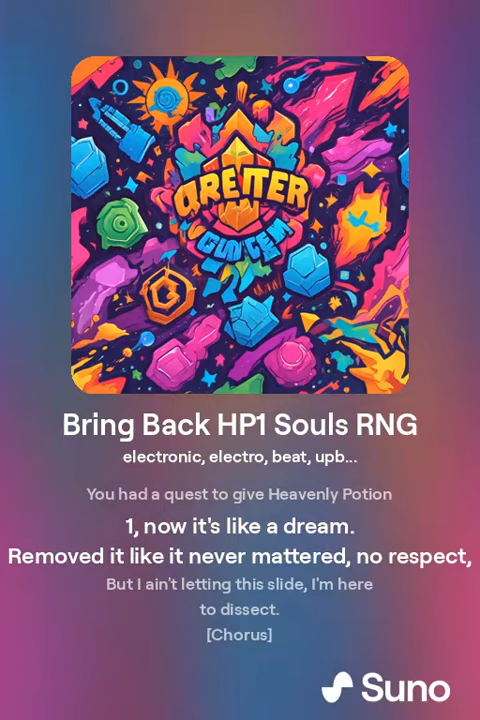 QREITER
Bring Back HP1 Souls RNG
electronic, electro, beat, upb...
You had a quest to give Heavenly Potion
1, now it's like a dream.
Removed it like it never mattered, no respect,
But I ain't letting this slide, I'm here
to dissect.
[Chorus]
Suno